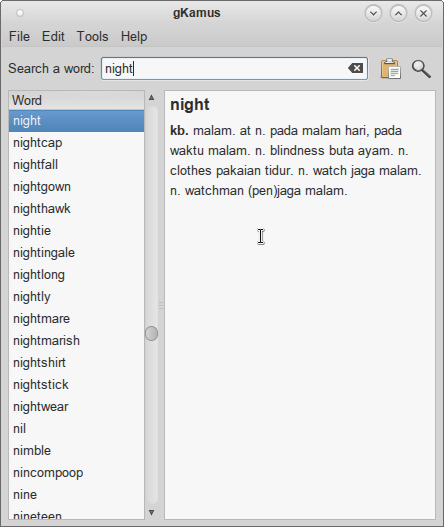 gKamus
File Edit Tools Help
Search a word: night
Word
night
nightcap
nightfall
nightgown
nighthawk
nightie
nightingale
nightlong
nightly
nightmare
nightmarish
nightshirt
nightstick
nightwear
nil
nimble
nincompoop
nine
nineteen
night
kb. malam. at n. pada malam hari, pada
waktu malam. n. blindness buta ayam. n.
clothes pakaian tidur. n. watch jaga malam.
n. watchman (pen)jaga malam.